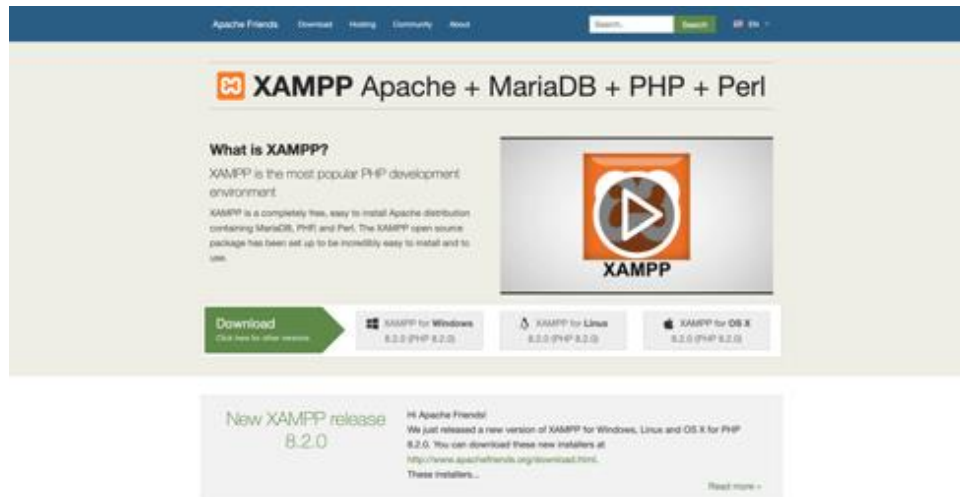 Apache Friends Download Hosting Community About Search... Search EN
XAMPP Apache + MariaDB + PHP + Perl
What is XAMPP?
XAMPP is the most popular PHP development
environment
XAMPP is a completely free, easy to install Apache distribution
containing MariaDB, PHP, and Perl. The XAMPP open source
package has been set up to be incredibly easy to install and to
use.
XAMPP
Download
Click here for other versions
XAMPP for Windows
8.2.0 (PHP 8.2.0)
XAMPP for Linux
8.2.0 (PHP 8.2.0)
XAMPP for OS X
8.2.0 (PHP 8.2.0)
New XAMPP release
8.2.0
Hi Apache Friends!
We just released a new version of XAMPP for Windows, Linux and OS X for PHP
8.2.0. You can download these new installers at
http://www.apachefriends.org/download.html.
These installers...
Read more »